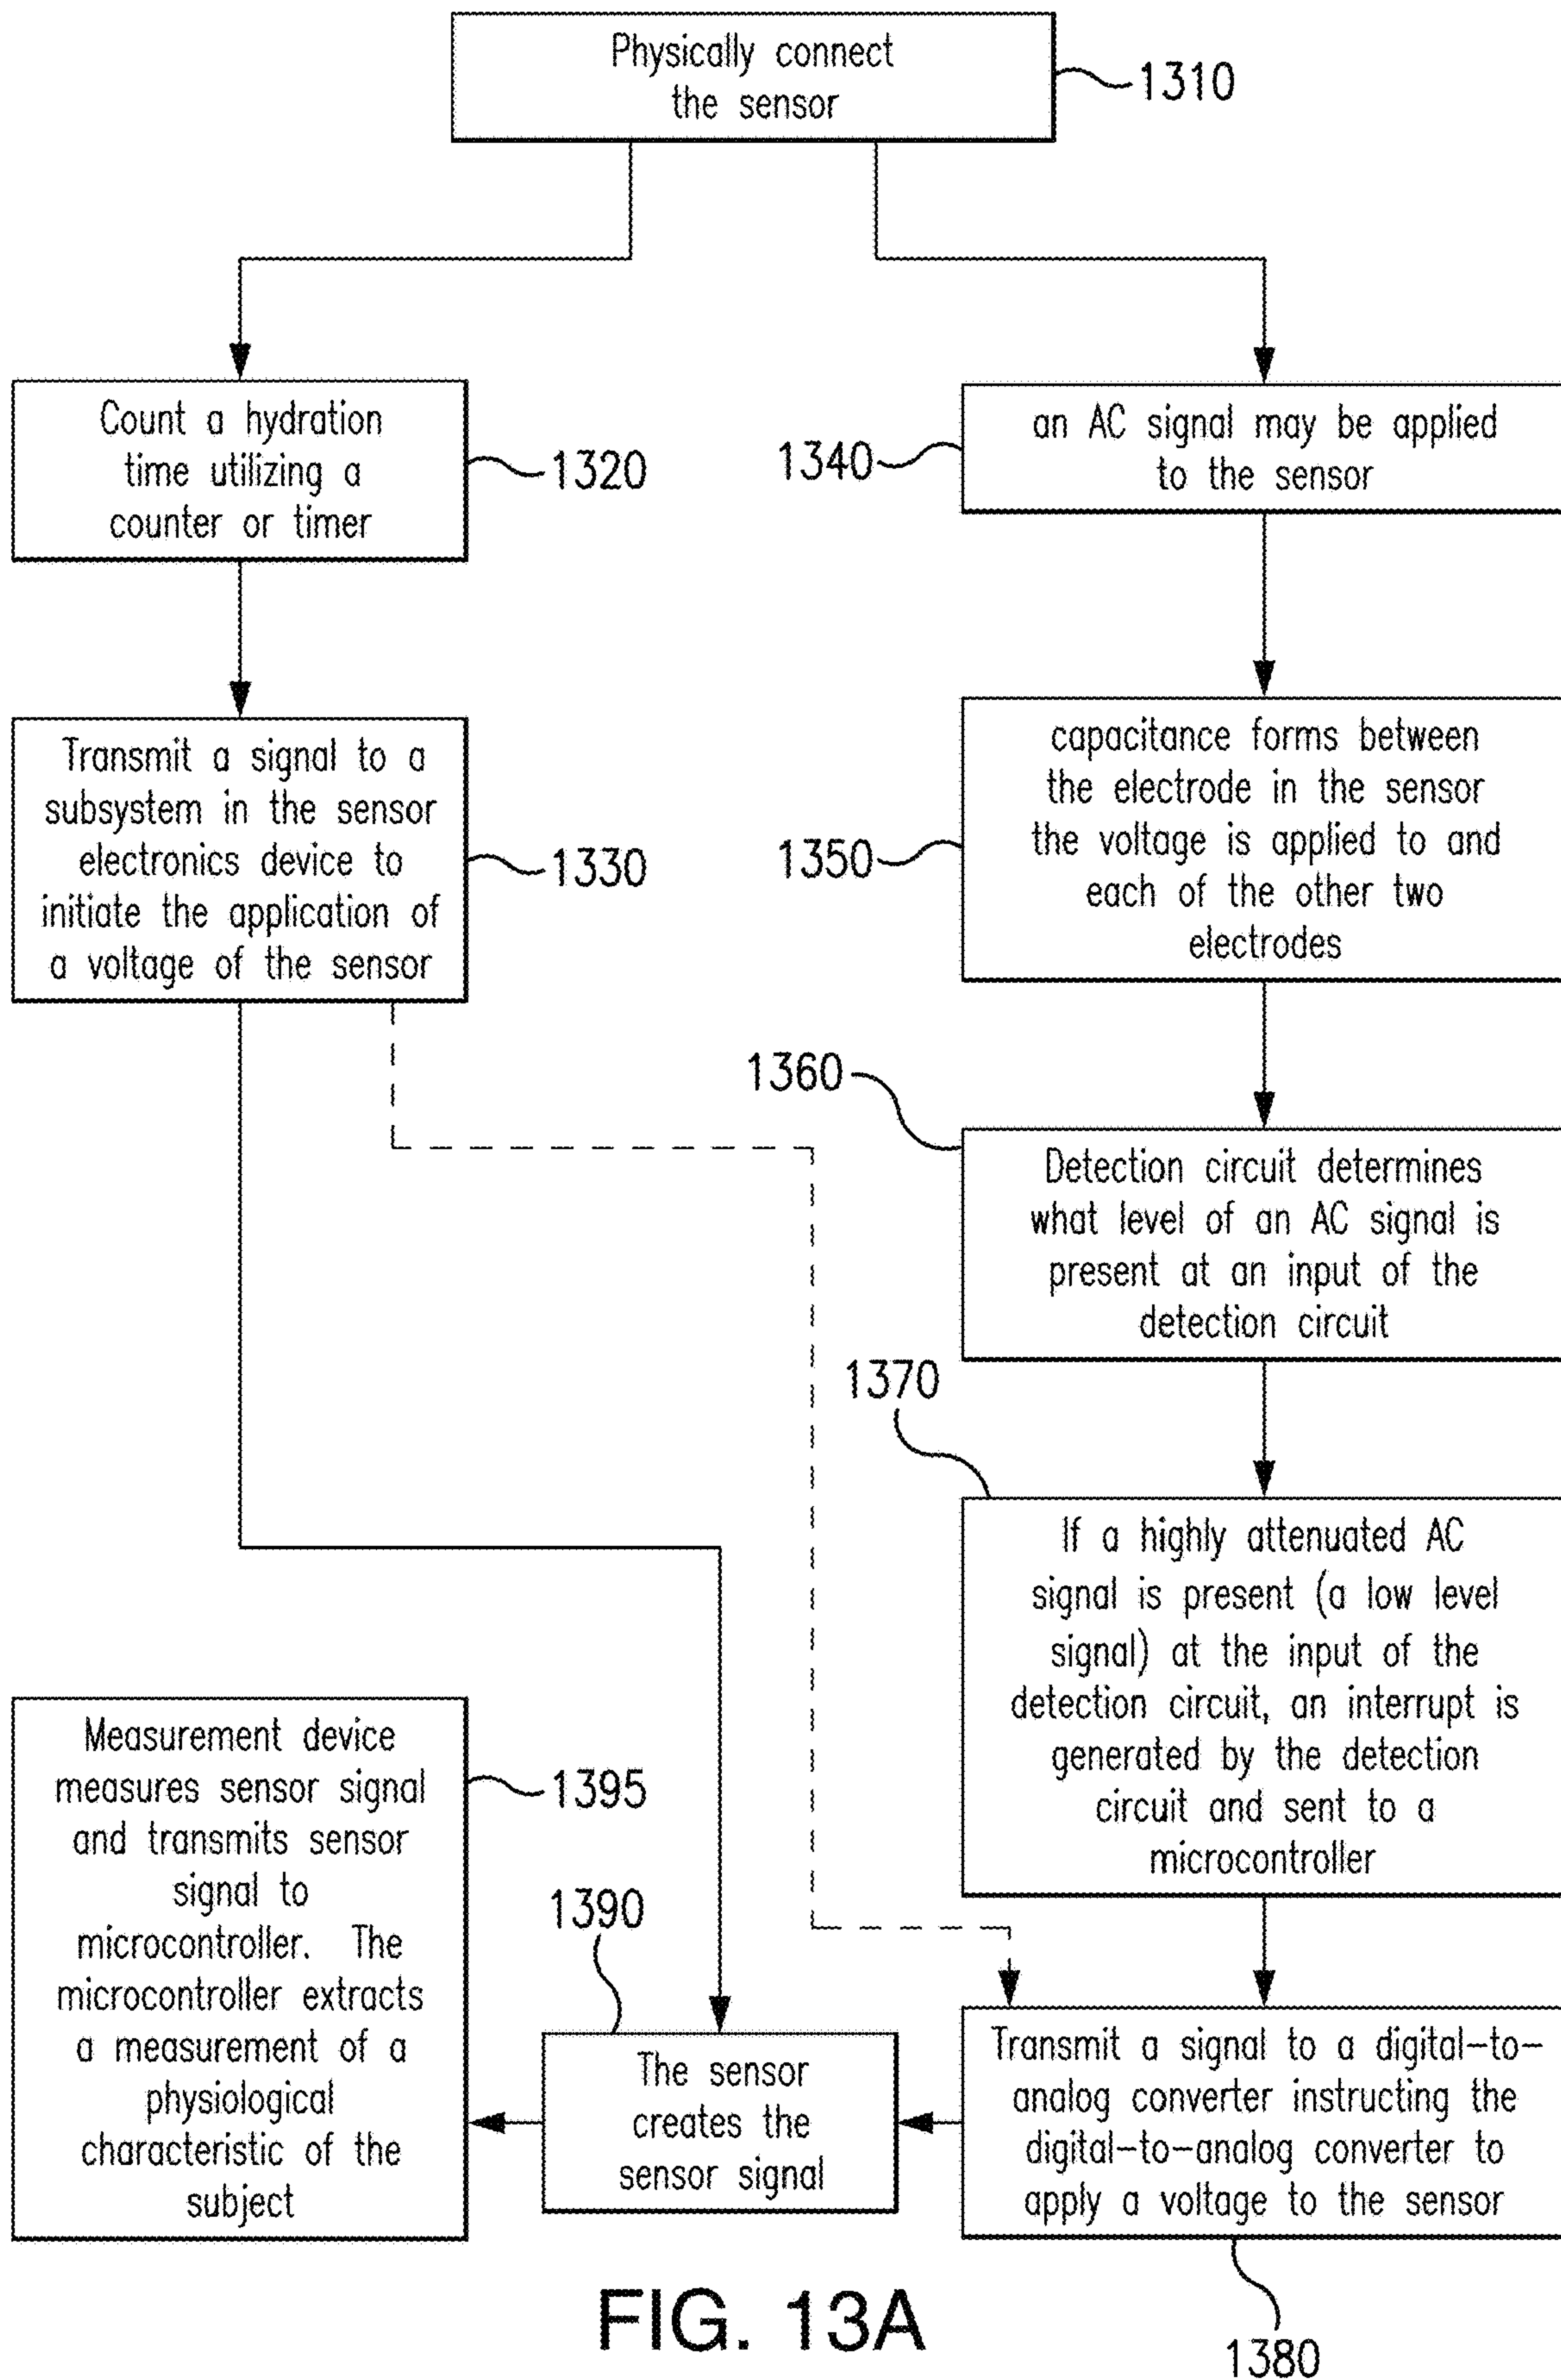 Physically connect
the sensor
1310
Count a hydration
time utilizing a
counter or timer
1320
Transmit a signal to a
subsystem in the sensor
electronics device to
initiate the application of
a voltage of the sensor
1330
an AC signal may be applied
to the sensor
1340
capacitance forms between
the electrode in the sensor
the voltage is applied to and
each of the other two
electrodes
1350
1360
Detection circuit determines
what level of an AC signal is
present at an input of the
detection circuit
1370
If a highly attenuated AC
signal is present (a low level
signal) at the input of the
detection circuit, an interrupt is
generated by the detection
circuit and sent to a
microcontroller
Transmit a signal to a digital-to-
analog converter instructing the
digital-to-analog converter to
apply a voltage to the sensor
1380
1390
The sensor
creates the
sensor signal
Measurement device
measures sensor signal
and transmits sensor
signal to
microcontroller. The
microcontroller extracts
a measurement of a
physiological
characteristic of the
subject
1395
FIG. 13A